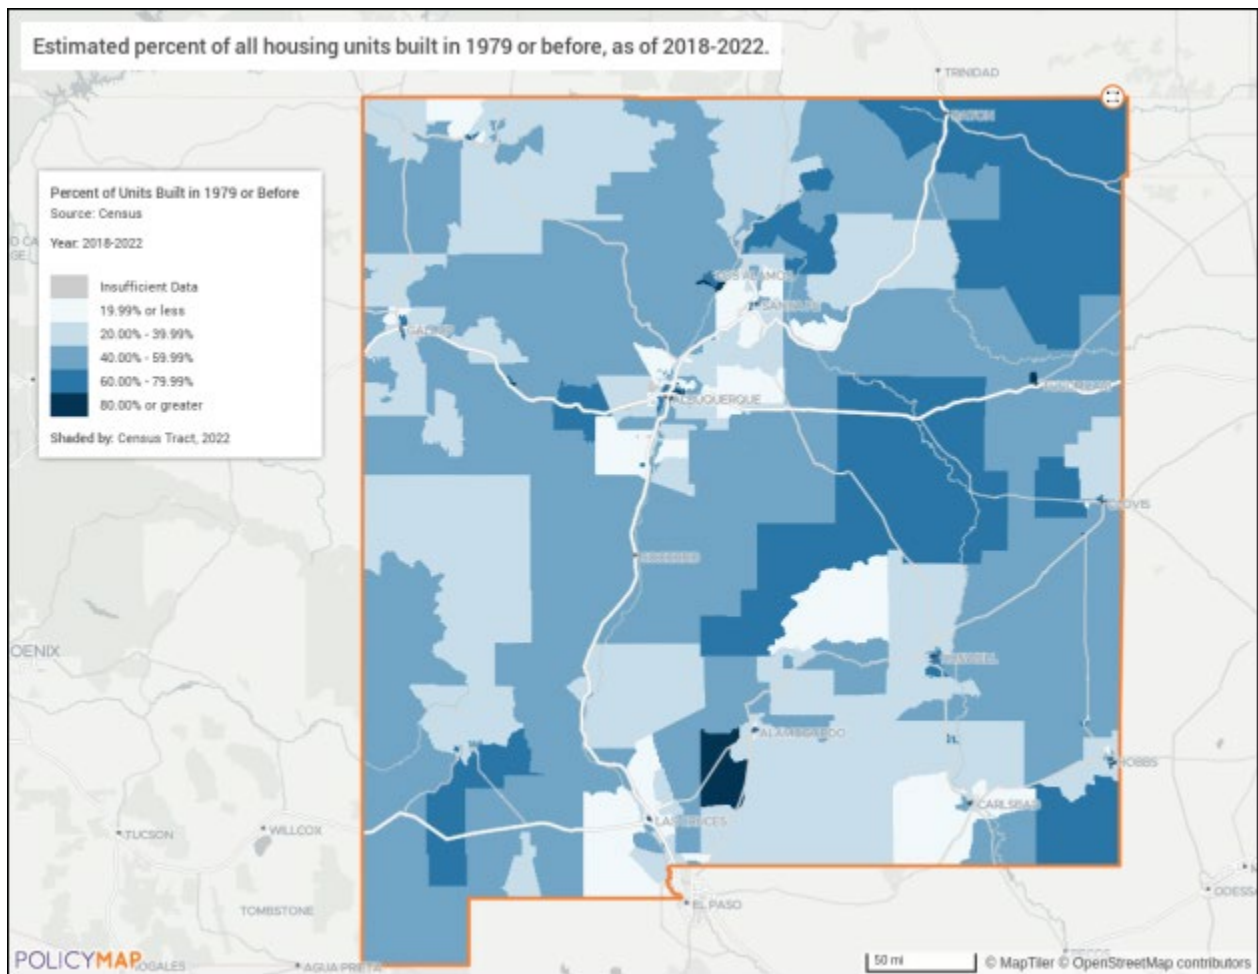 Estimated percent of all housing units built in 1979 or before, as of 2018-2022.
TRINIDAD
RATON
Percent of Units Built in 1979 or Before
Source: Census
Year: 2018-2022
Insufficient Data
19.99% or less
20.00% - 39.99%
40.00% - 59.99%
60.00% - 79.99%
80.00% or greater
Shaded by: Census Tract, 2022
LOS ALAMOS
SANTA FE
GALLUP
TUCUMCARI
ALBUQUERQUE
CLOVIS
SOCORRO
OENIX
ROSWELL
ALAMOGORDO
HOBBS
CARLSBAD
LAS CRUCES
TUCSON
WILLCOX
ODESSA
EL PASO
TOMBSTONE
POLICYMAP
OGALES
AGUA PRIETA
PECOS
50 mi
© MapTiler © OpenStreetMap contributors